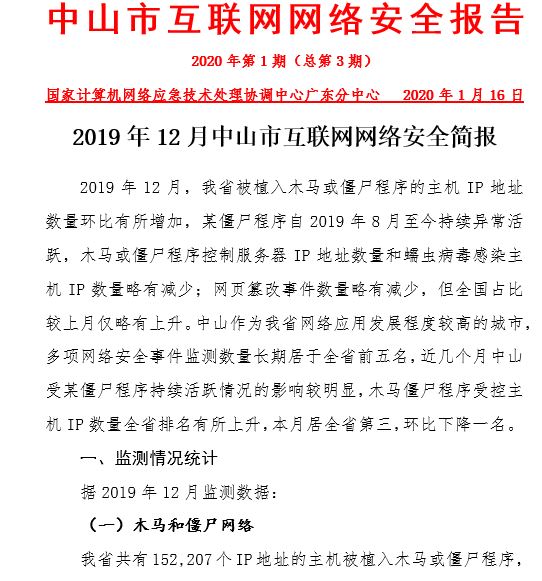 中山市互联网网络安全报告
2020 年第 1 期（总第 3 期）
国家计算机网络应急技术处理协调中心广东分中心 2020 年 1 月 16 日
2019 年 12 月中山市互联网网络安全简报
2019 年 12 月，我省被植入木马或僵尸程序的主机 IP 地址
数量环比有所增加，某僵尸程序自 2019 年 8 月至今持续异常活
跃，木马或僵尸程序控制服务器 IP 地址数量和蠕虫病毒感染主
机 IP 数量略有减少；网页篡改事件数量略有减少，但全国占比
较上月仅略有上升。中山作为我省网络应用发展程度较高的城市，
多项网络安全事件监测数量长期居于全省前五名，近几个月中山
受某僵尸程序持续活跃情况的影响较明显，木马僵尸程序受控主
机 IP 数量全省排名有所上升，本月居全省第三，环比下降一名。
一、监测情况统计
据 2019 年 12 月监测数据：
（一）木马和僵尸网络
我省共有 152,207 个 IP 地址的主机被植入木马或僵尸程序，